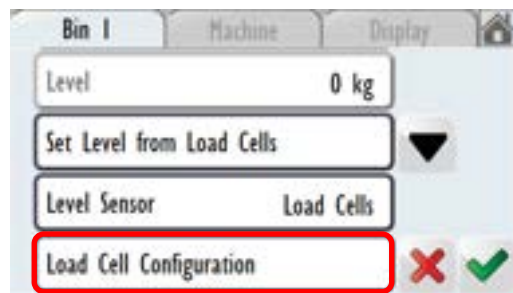 Bin 1 Machine Display
Level 0 kg
Set Level from Load Cells
Level Sensor Load Cells
Load Cell Configuration